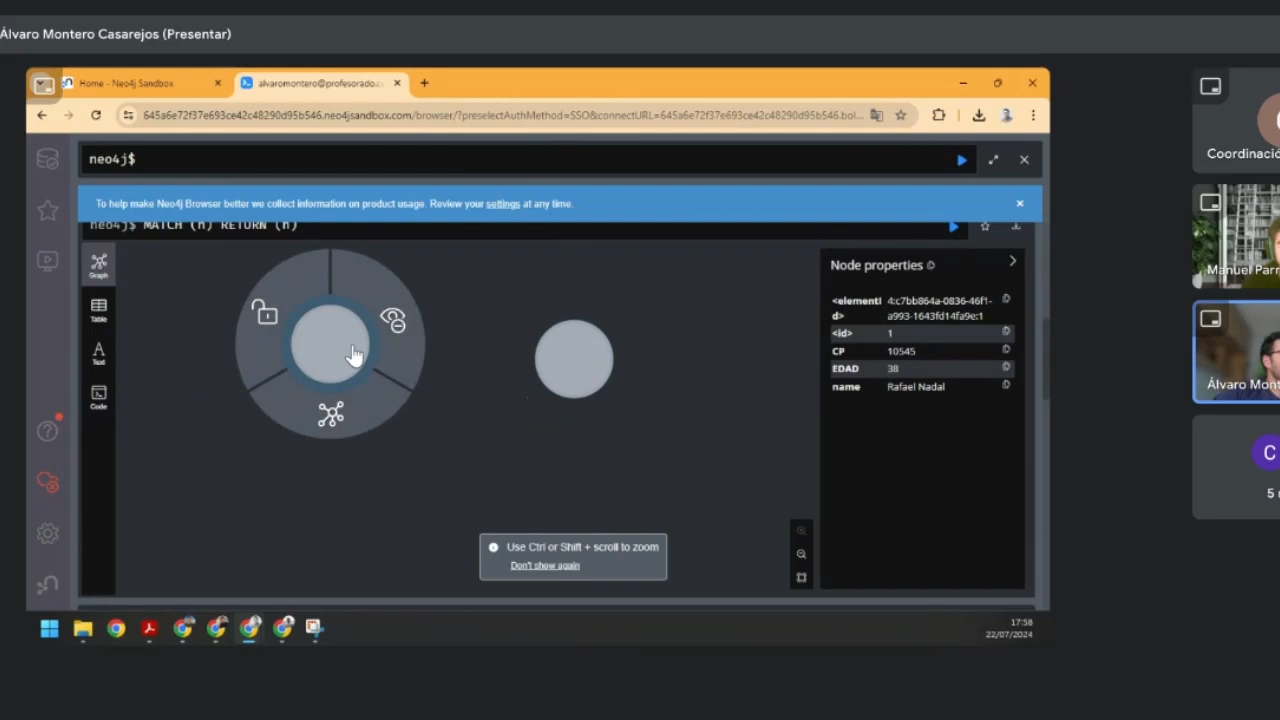 Álvaro Montero Casarejos (Presentar)
Home - Neo4j Sandbox
alvaromontero@profesorado.c
645a6e72f37e693ce42c48290d95b546.neo4jsandbox.com/browser/?preselectAuthMethod=SSO&connectURL=645a6e72f37e693ce42c48290d95b546.bol...
neo4j$
To help make Neo4j Browser better we collect information on product usage. Review your settings at any time.
neo4j$ MATCH (n) RETURN (n)
Graph
Table
Text
Code
Node properties
<elementId> 4:c7bb864a-0836-46f1-a993-1643fd14fa9e:1
<id> 1
CP 10545
EDAD 38
name Rafael Nadal
Use Ctrl or Shift + scroll to zoom
Don't show again
17:58
22/07/2024
Coordinació
Manuel Parr
Álvaro Mont
C
5